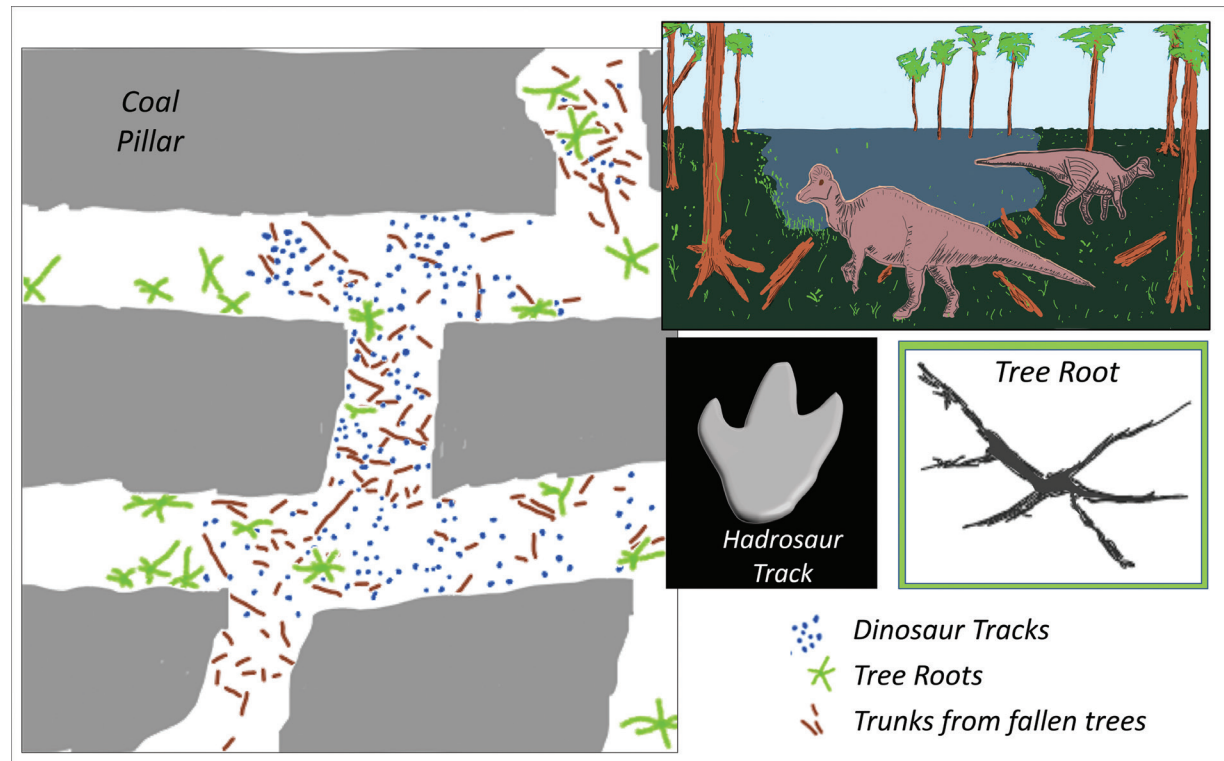 Coal
Pillar
Tree Root
Hadrosaur
Track
Dinosaur Tracks
Tree Roots
Trunks from fallen trees